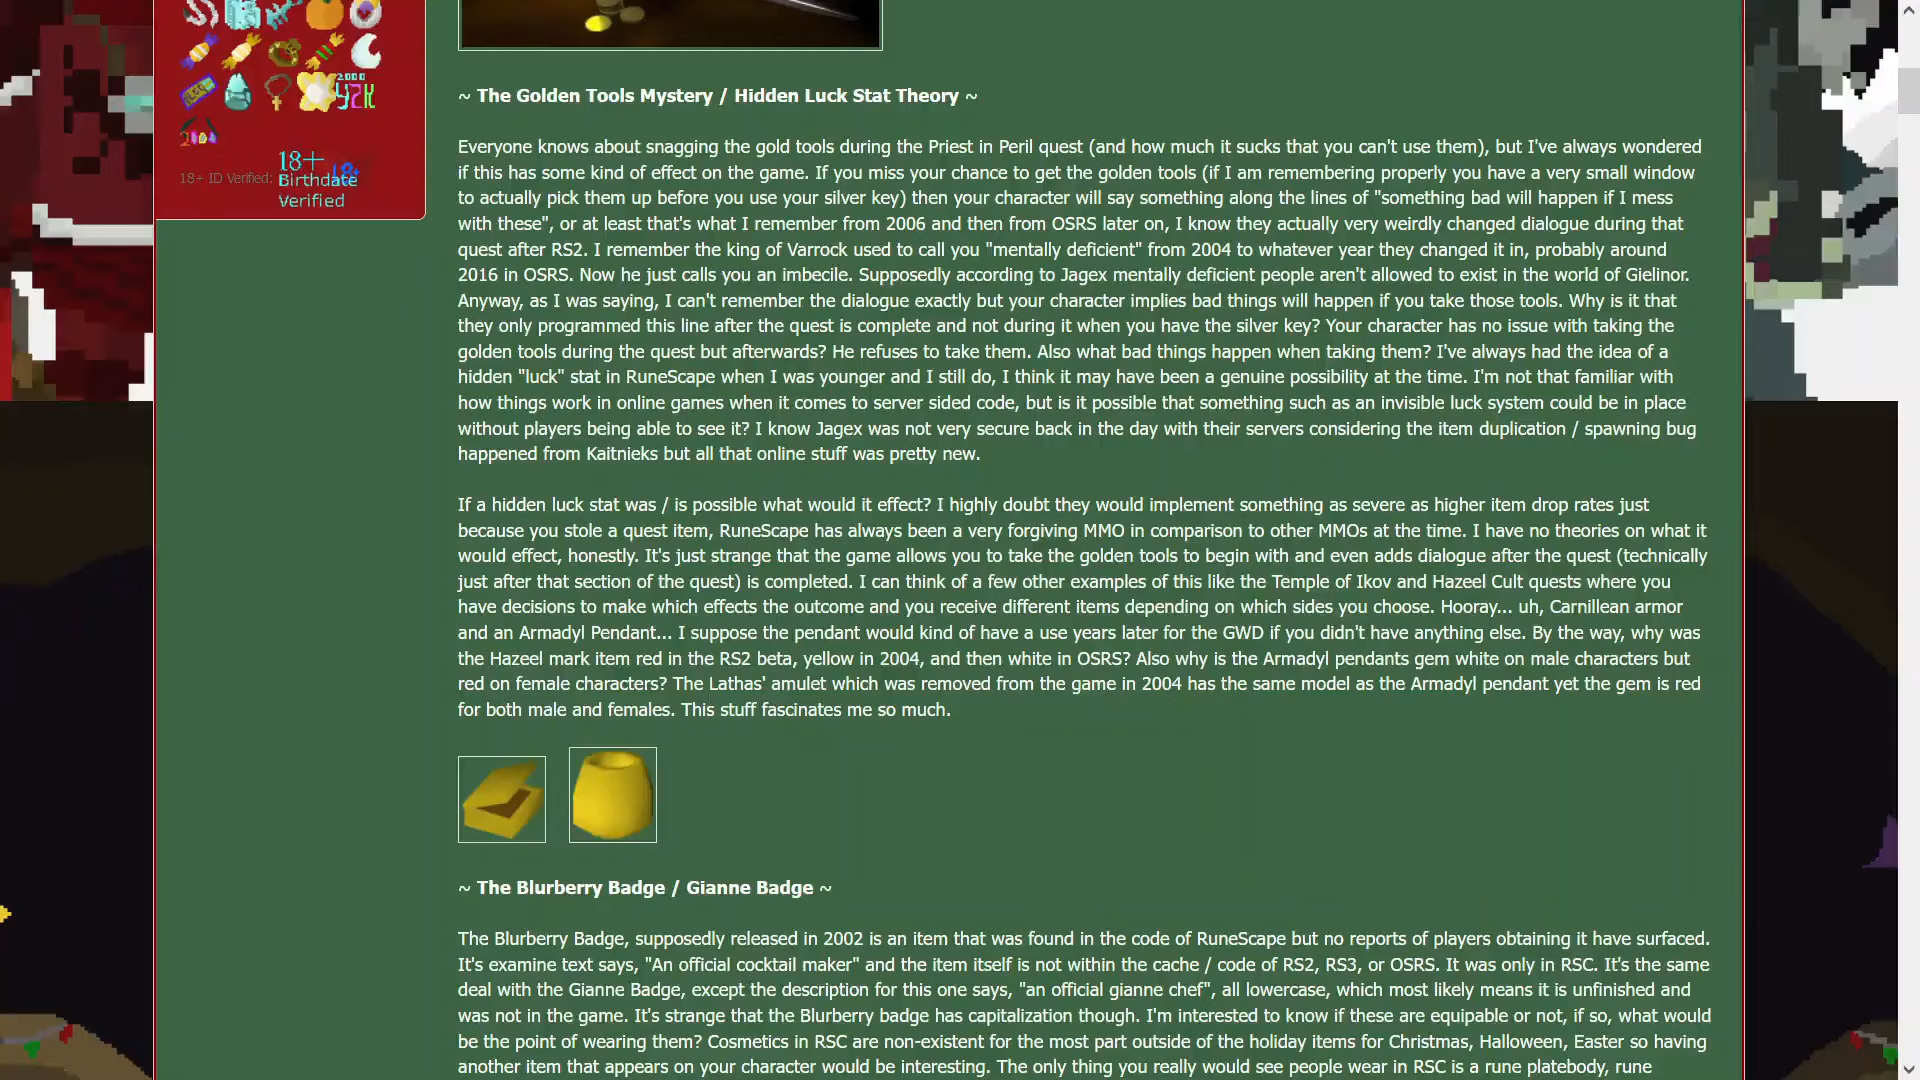 2000
Y2K
18+ ID Verified:
18+
Birthdate
Verified
18+
~ The Golden Tools Mystery / Hidden Luck Stat Theory ~
Everyone knows about snagging the gold tools during the Priest in Peril quest (and how much it sucks that you can't use them), but I've always wondered
if this has some kind of effect on the game. If you miss your chance to get the golden tools (if I am remembering properly you have a very small window
to actually pick them up before you use your silver key) then your character will say something along the lines of "something bad will happen if I mess
with these", or at least that's what I remember from 2006 and then from OSRS later on, I know they actually very weirdly changed dialogue during that
quest after RS2. I remember the king of Varrock used to call you "mentally deficient" from 2004 to whatever year they changed it in, probably around
2016 in OSRS. Now he just calls you an imbecile. Supposedly according to Jagex mentally deficient people aren't allowed to exist in the world of Gielinor.
Anyway, as I was saying, I can't remember the dialogue exactly but your character implies bad things will happen if you take those tools. Why is it that
they only programmed this line after the quest is complete and not during it when you have the silver key? Your character has no issue with taking the
golden tools during the quest but afterwards? He refuses to take them. Also what bad things happen when taking them? I've always had the idea of a
hidden "luck" stat in RuneScape when I was younger and I still do, I think it may have been a genuine possibility at the time. I'm not that familiar with
how things work in online games when it comes to server sided code, but is it possible that something such as an invisible luck system could be in place
without players being able to see it? I know Jagex was not very secure back in the day with their servers considering the item duplication / spawning bug
happened from Kaitnieks but all that online stuff was pretty new.
If a hidden luck stat was / is possible what would it effect? I highly doubt they would implement something as severe as higher item drop rates just
because you stole a quest item, RuneScape has always been a very forgiving MMO in comparison to other MMOs at the time. I have no theories on what it
would effect, honestly. It's just strange that the game allows you to take the golden tools to begin with and even adds dialogue after the quest (technically
just after that section of the quest) is completed. I can think of a few other examples of this like the Temple of Ikov and Hazeel Cult quests where you
have decisions to make which effects the outcome and you receive different items depending on which sides you choose. Hooray... uh, Carnillean armor
and an Armadyl Pendant... I suppose the pendant would kind of have a use years later for the GWD if you didn't have anything else. By the way, why was
the Hazeel mark item red in the RS2 beta, yellow in 2004, and then white in OSRS? Also why is the Armadyl pendants gem white on male characters but
red on female characters? The Lathas' amulet which was removed from the game in 2004 has the same model as the Armadyl pendant yet the gem is red
for both male and females. This stuff fascinates me so much.
~ The Blurberry Badge / Gianne Badge ~
The Blurberry Badge, supposedly released in 2002 is an item that was found in the code of RuneScape but no reports of players obtaining it have surfaced.
It's examine text says, "An official cocktail maker" and the item itself is not within the cache / code of RS2, RS3, or OSRS. It was only in RSC. It's the same
deal with the Gianne Badge, except the description for this one says, "an official gianne chef", all lowercase, which most likely means it is unfinished and
was not in the game. It's strange that the Blurberry badge has capitalization though. I'm interested to know if these are equipable or not, if so, what would
be the point of wearing them? Cosmetics in RSC are non-existent for the most part outside of the holiday items for Christmas, Halloween, Easter so having
another item that appears on your character would be interesting. The only thing you really would see people wear in RSC is a rune platebody, rune